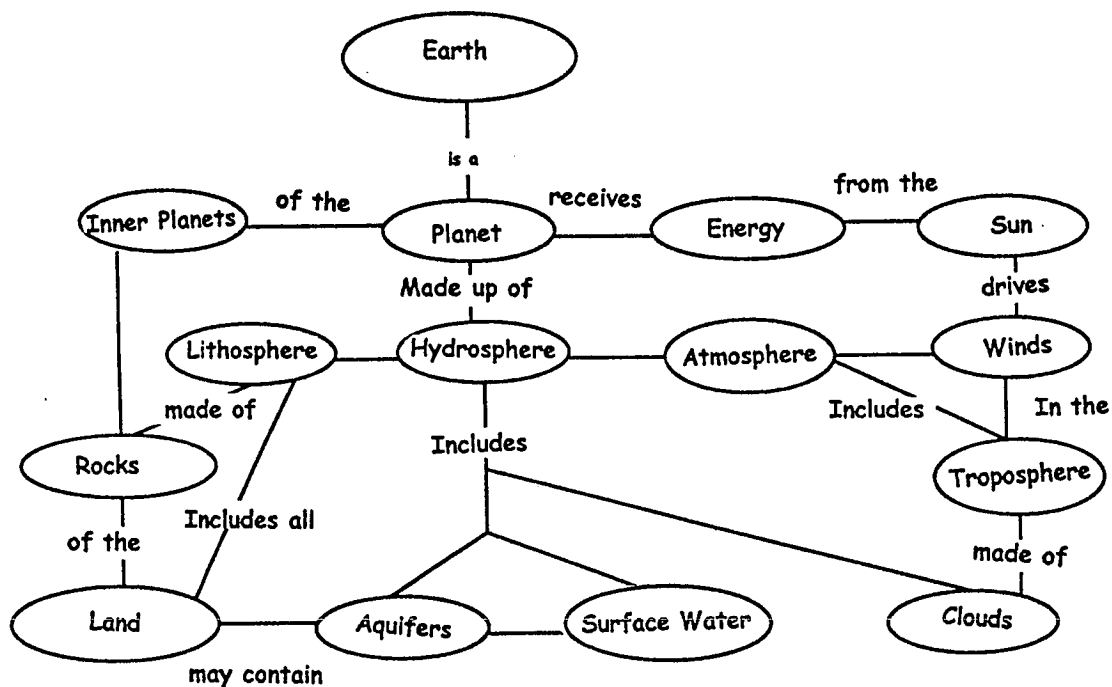 Earth
is a
of the
receives
from the
Inner Planets
Planet
Energy
Sun
Made up of
drives
Lithosphere
Hydrosphere
Atmosphere
Winds
made of
Includes
In the
Includes
Rocks
Troposphere
Includes all
of the
made of
Land
Aquifers
Surface Water
Clouds
may contain